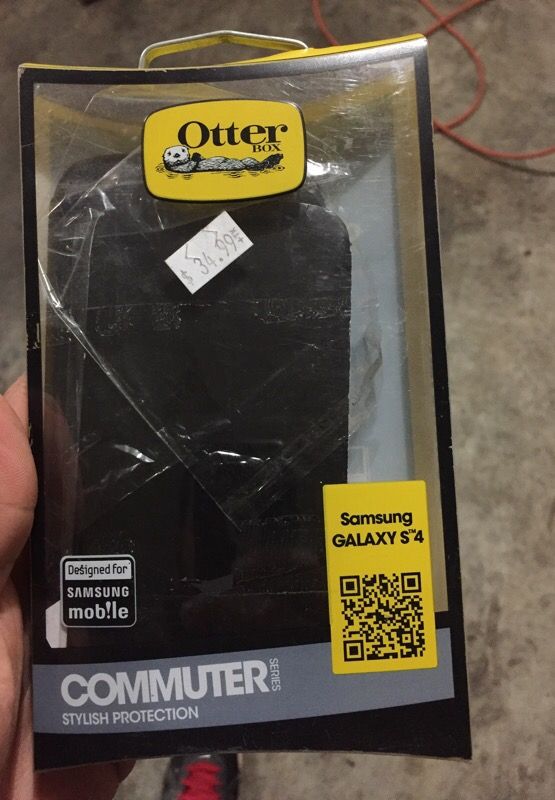 Otter
BOX
$ 34.99
Samsung
GALAXY S™4
Designed for
SAMSUNG
mob!le
COMMUTER
SERIES
STYLISH PROTECTION